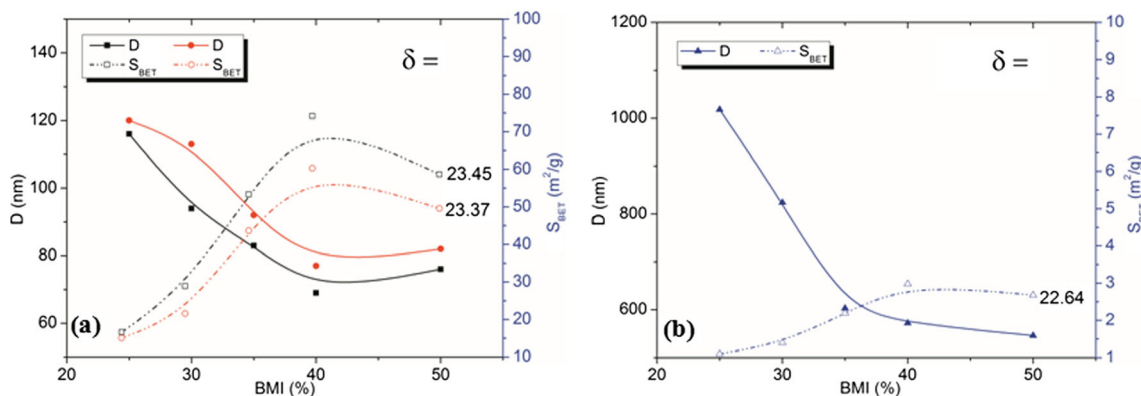 140
120
100
80
60
D (nm)
D D
S_BET S_BET
δ =
100
90
80
70
60
50
40
30
20
10
S_BET (m²/g)
23.45
23.37
(a)
20 30 40 50
BMI (%)
1200
1000
800
600
D (nm)
D S_BET
δ =
10
9
8
7
6
5
4
3
2
1
S_BET (m²/g)
22.64
(b)
20 30 40 50
BMI (%)